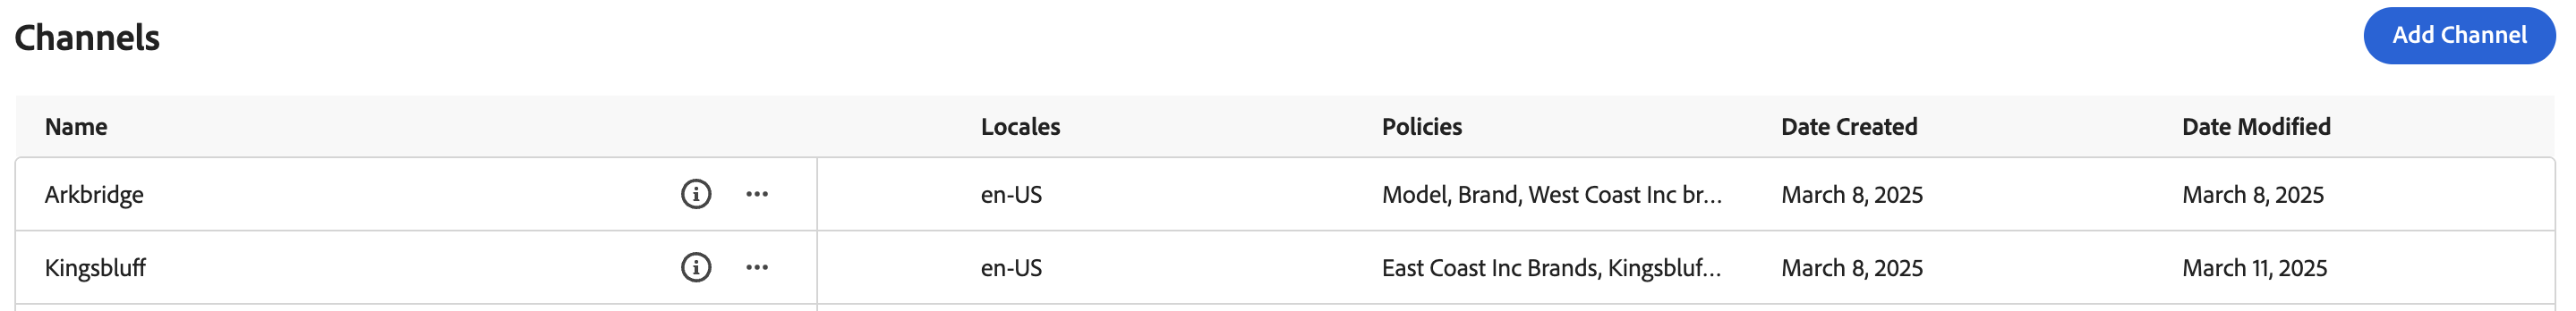 Channels
Add Channel
Name Locales Policies Date Created Date Modified
Arkbridge en-US Model, Brand, West Coast Inc br... March 8, 2025 March 8, 2025
Kingsbluff en-US East Coast Inc Brands, Kingsbluf... March 8, 2025 March 11, 2025